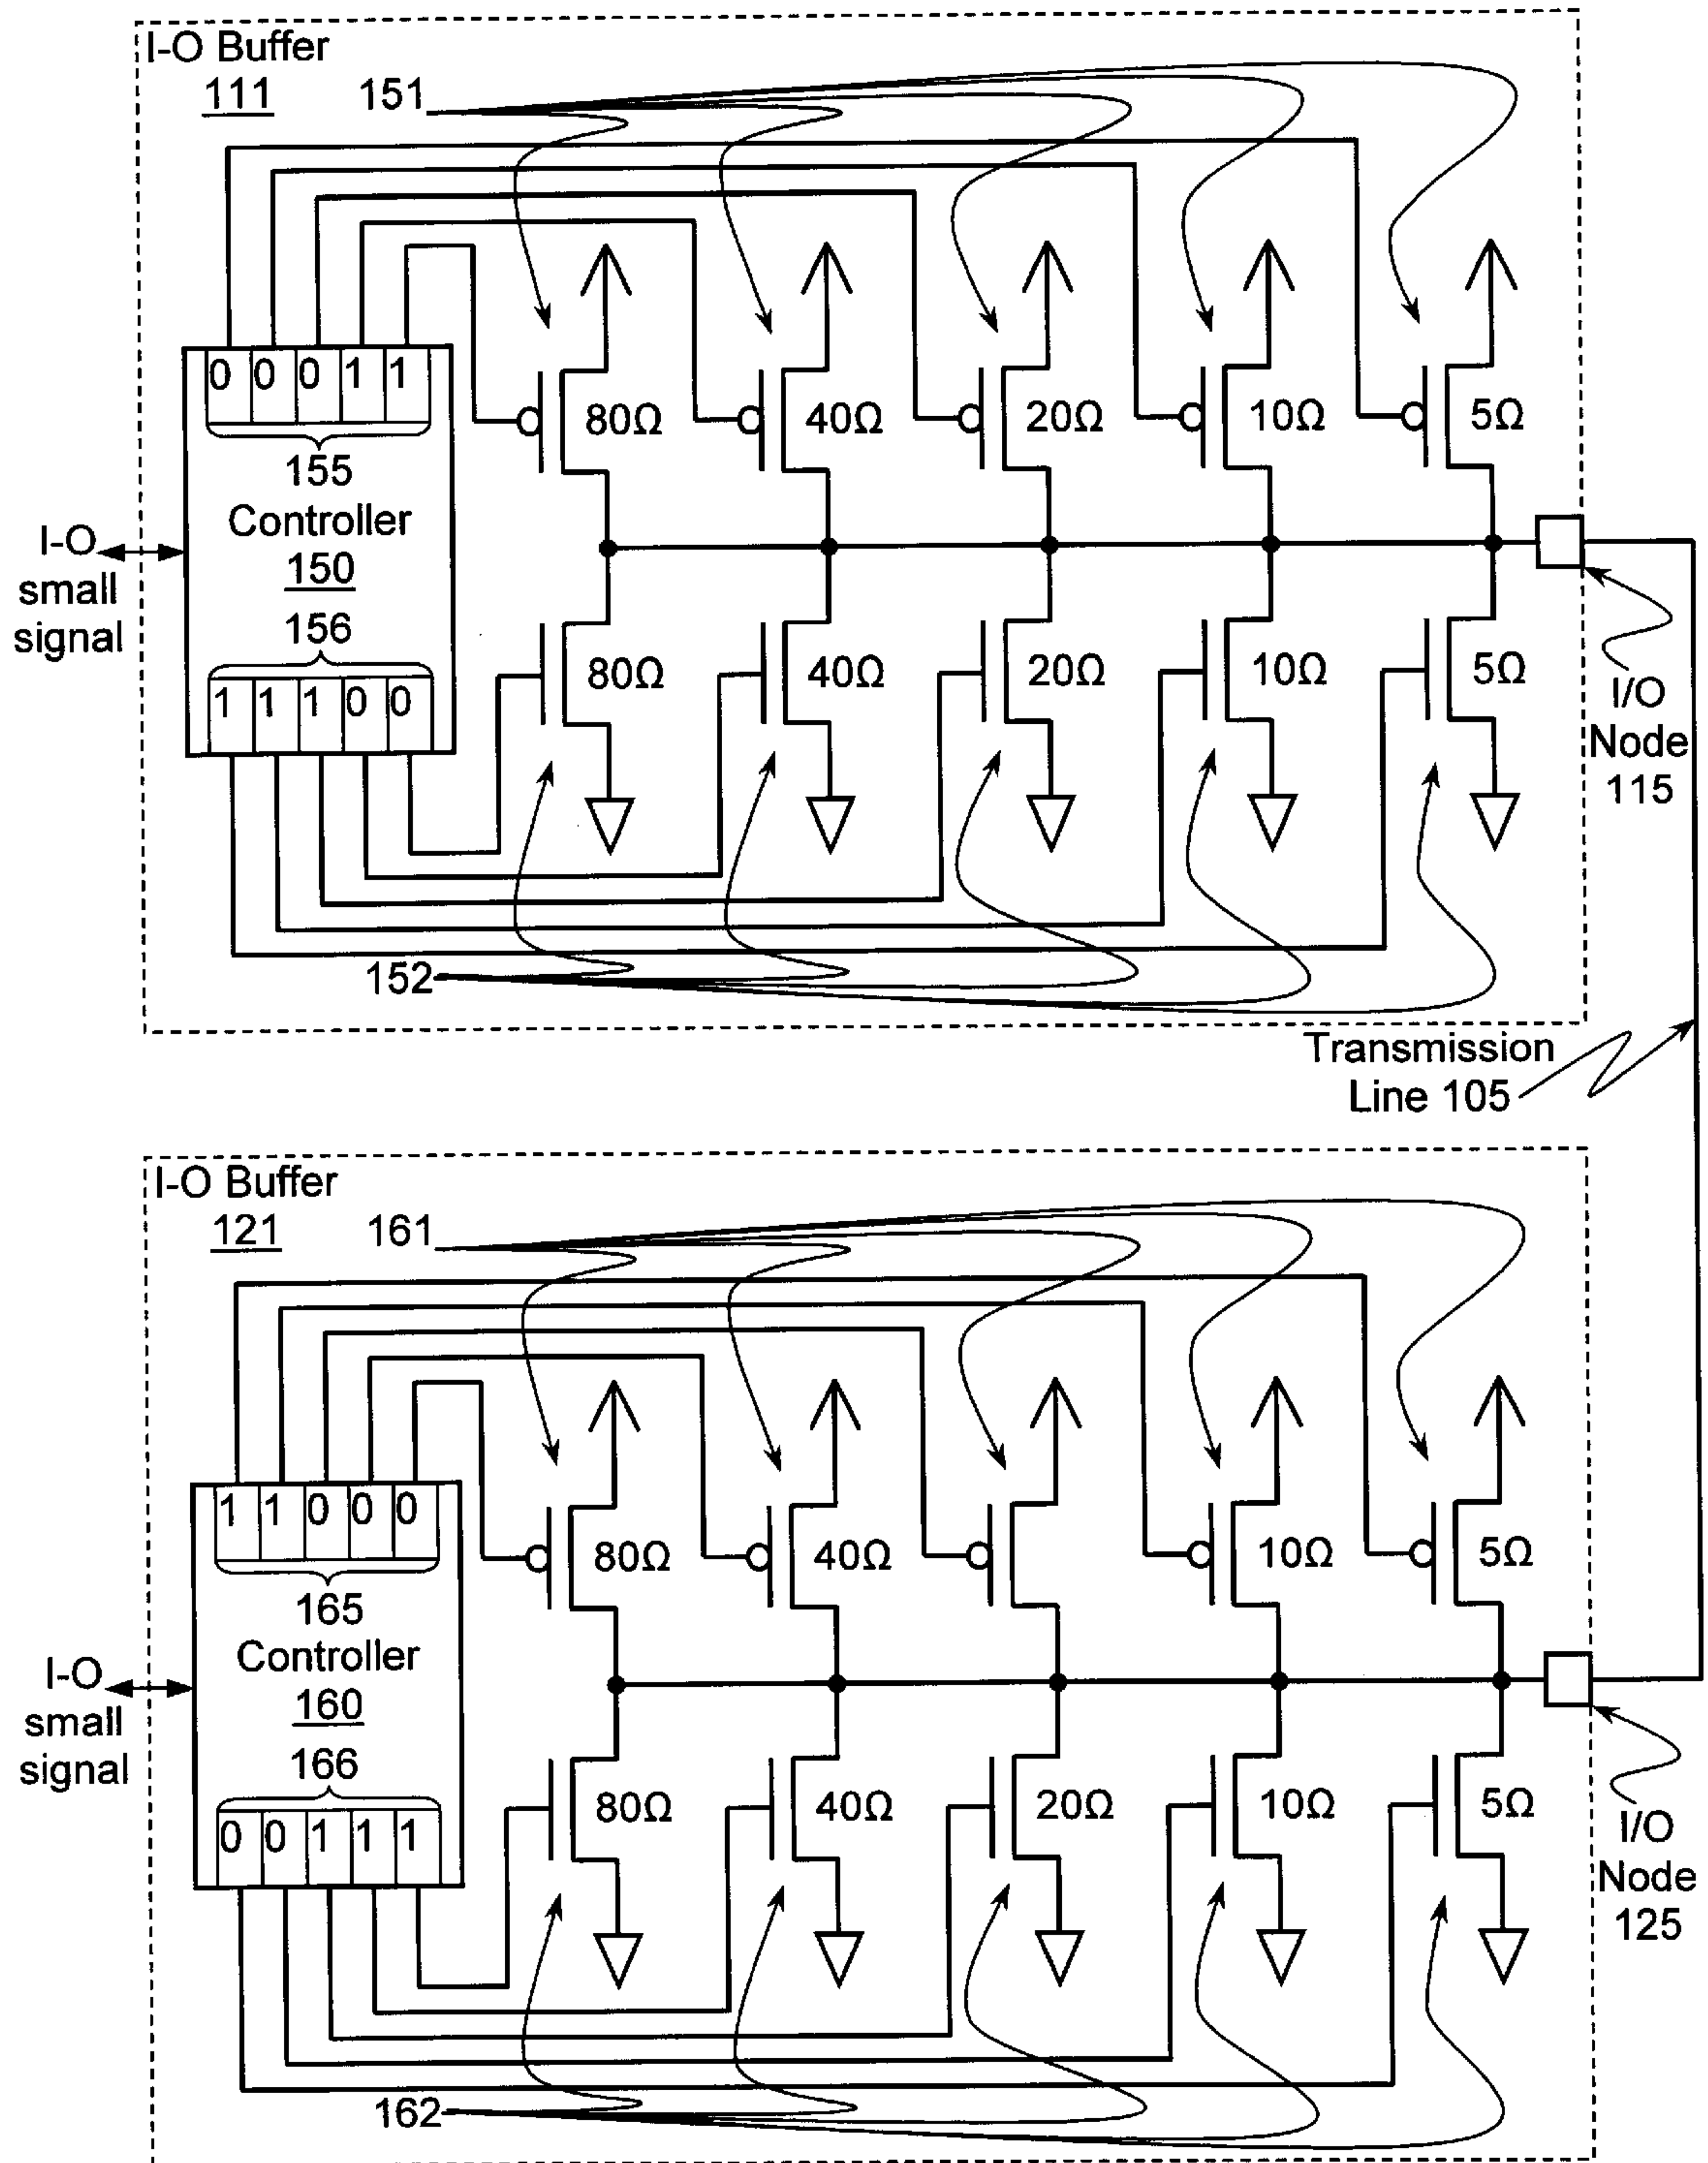 I-O Buffer
111
151
0 0 0 1 1
155
Controller
150
156
1 1 1 0 0
I-O
small
signal
80Ω
40Ω
20Ω
10Ω
5Ω
80Ω
40Ω
20Ω
10Ω
5Ω
I/O
Node
115
152
Transmission
Line 105
I-O Buffer
121
161
1 1 0 0 0
165
Controller
160
166
0 0 1 1 1
I-O
small
signal
80Ω
40Ω
10Ω
5Ω
80Ω
40Ω
20Ω
10Ω
5Ω
I/O
Node
125
162